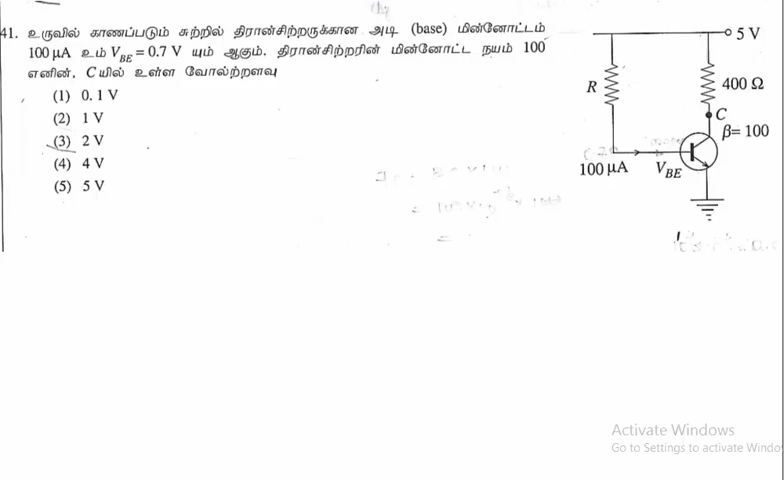 41. உருவில் காணப்படும் சுற்றில் திரான்சிற்றருக்கான அடி (base) மின்னோட்டம்
100 µA உம் V_BE = 0.7 V யும் ஆகும். திரான்சிற்றரின் மின்னோட்ட நயம் 100
எனின், C யில் உள்ள வோல்ற்றளவு
(1) 0.1 V
(2) 1 V
(3) 2 V
(4) 4 V
(5) 5 V
5 V
R
400 Ω
C
β= 100
100 µA
V_BE
Activate Windows
Go to Settings to activate Windo